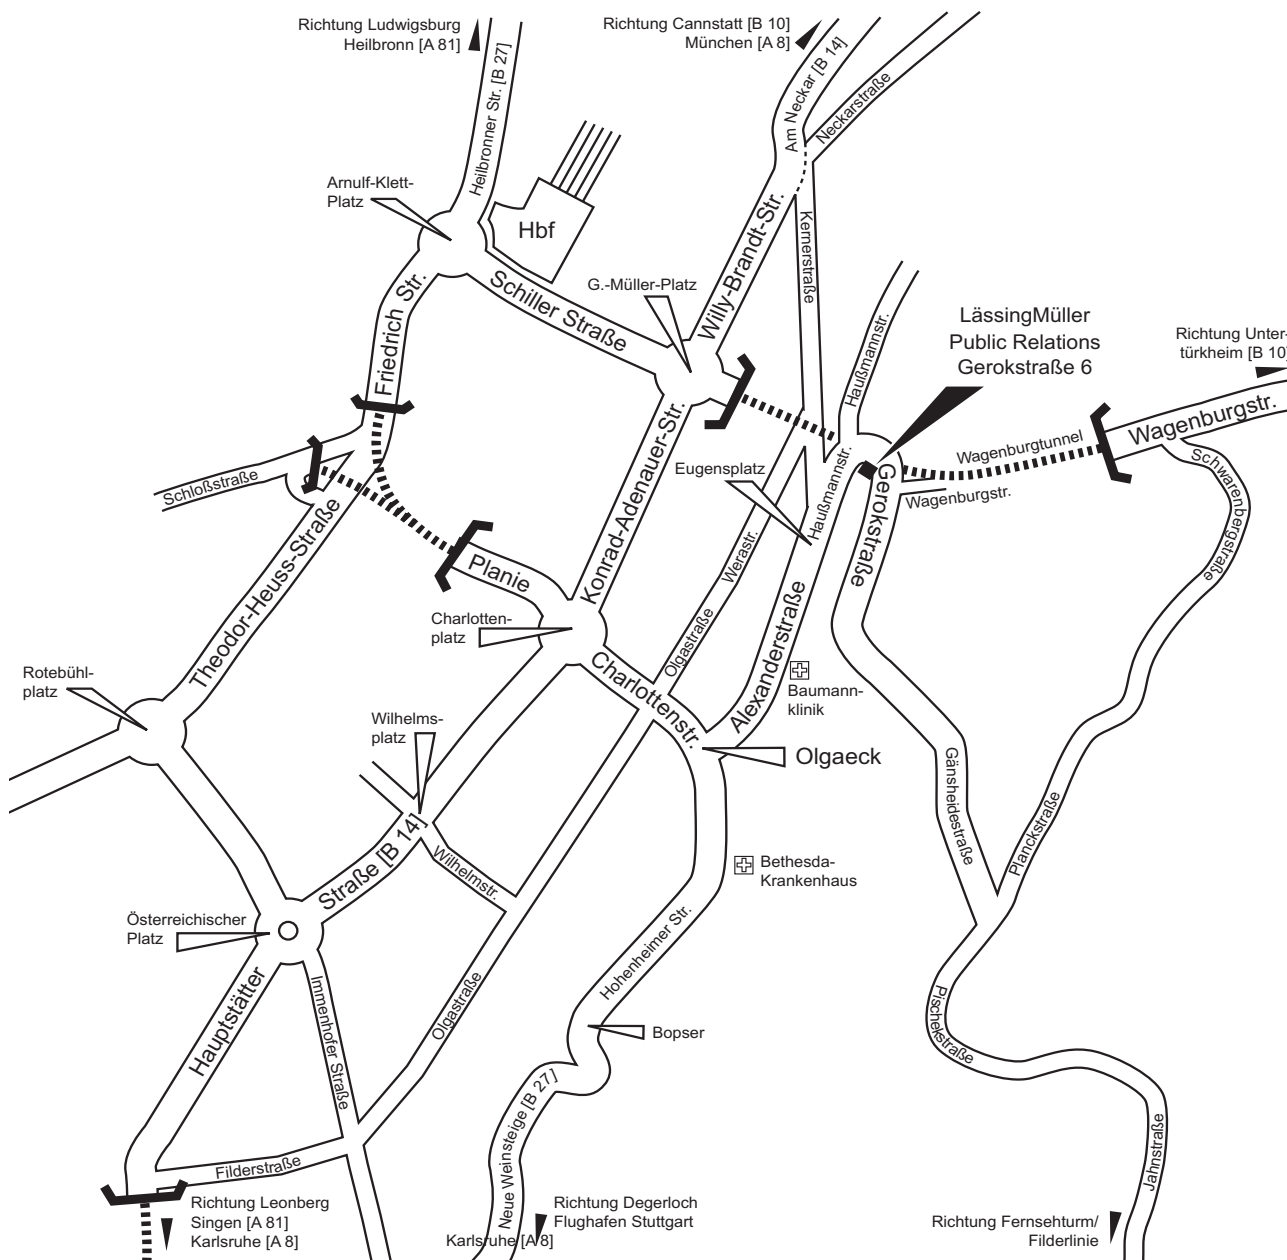 Richtung Ludwigsburg
Heilbronn [A 81]
Heilbronner Str. [B 27]
Richtung Cannstatt [B 10]
München [A 8]
Am Neckar [B 14]
Neckarstraße
Arnulf-Klett-
Platz
Hbf
Friedrich Str.
Schiller Straße
G.-Müller-Platz
Willy-Brandt-Str.
Kernerstraße
Haußmannstr.
LässingMüller
Public Relations
Gerokstraße 6
Richtung Unter-
türkheim [B 10]
Wagenburgstr.
Wagenburgtunnel
Wagenburgstr.
Schwarenbergstraße
Schloßstraße
Eugensplatz
Haußmannstr.
Gerokstraße
Konrad-Adenauer-Str.
Planie
Theodor-Heuss-Straße
Werastr.
Olgastraße
Alexanderstraße
Charlotten-
platz
Charlottenstr.
Baumann-
klinik
Rotebühl-
platz
Wilhelms-
platz
Olgaeck
Gänsheidestraße
Planckstraße
Straße [B 14]
Wilhelmstr.
Bethesda-
Krankenhaus
Österreichischer
Platz
Hohenheimer Str.
Hauptstätter
Immenhofer Straße
Olgastraße
Bopser
Pischekstraße
Neue Weinsteige [B 27]
Jahnstraße
Filderstraße
Richtung Leonberg
Singen [A 81]
Karlsruhe [A 8]
Richtung Degerloch
Flughafen Stuttgart
Karlsruhe [A 8]
Richtung Fernsehturm/
Filderlinie